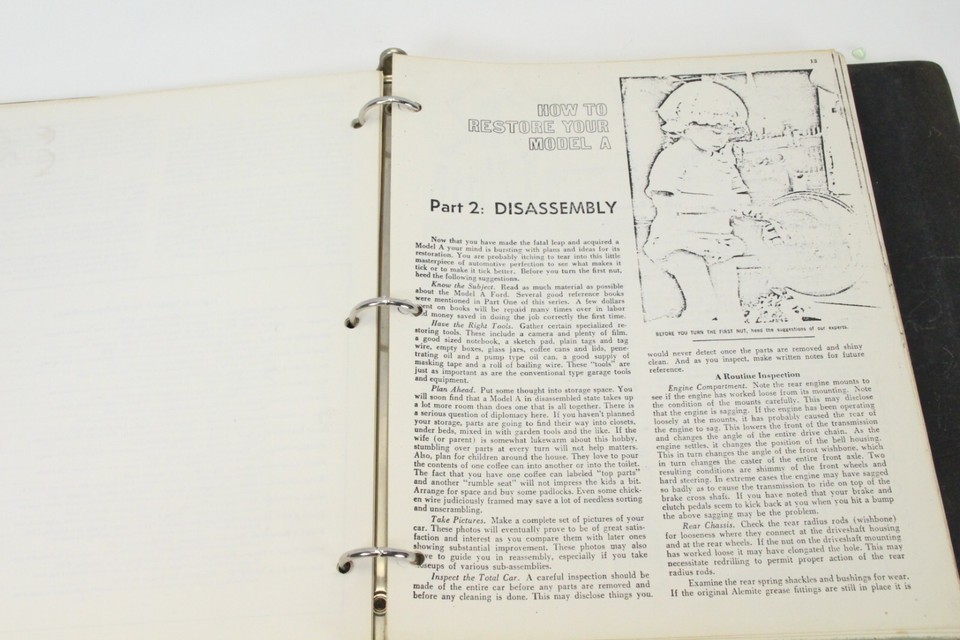 13
HOW TO
RESTORE YOUR
MODEL A
Part 2: DISASSEMBLY
Now that you have made the fatal leap and acquired a
Model A your mind is bursting with plans and ideas for its
restoration. You are probably itching to tear into this little
masterpiece of automotive perfection to see what makes it
tick or to make it tick better. Before you turn the first nut,
heed the following suggestions.
Know the Subject. Read as much material as possible
about the Model A Ford. Several good reference books
were mentioned in Part One of this series. A few dollars
spent on books will be repaid many times over in labor
and money saved in doing the job correctly the first time.
Have the Right Tools. Gather certain specialized re-
storing tools. These include a camera and plenty of film,
a good sized notebook, a sketch pad, plain tags and tag
wire, empty boxes, glass jars, coffee cans and lids, pene-
trating oil and a pump type oil can, a good supply of
masking tape and a roll of bailing wire. These "tools" are
just as important as are the conventional type garage tools
and equipment.
Plan Ahead. Put some thought into storage space. You
will soon find that a Model A in disassembled state takes up
a lot more room than does one that is all together. There is
a serious question of diplomacy here. If you haven't planned
your storage, parts are going to find their way into closets,
under beds, mixed in with garden tools and the like. If the
wife (or parent) is somewhat lukewarm about this hobby,
stumbling over parts at every turn will not help matters.
Also, plan for children around the house. They love to pour
the contents of one coffee can into another or into the toilet.
The fact that you have one coffee can labeled "top parts"
and another "rumble seat" will not impress the kids a bit.
Arrange for space and buy some padlocks. Even some chick-
en wire judiciously framed may save a lot of needless sorting
and unscrambling.
Take Pictures. Make a complete set of pictures of your
car. These photos will eventually prove to be of great satis-
faction and interest as you compare them with later ones
showing substantial improvement. These photos may also
have to guide you in reassembly, especially if you take
closeups of various sub-assemblies.
Inspect the Total Car. A careful inspection should be
made of the entire car before any parts are removed and
before any cleaning is done. This may disclose things you.
BEFORE YOU TURN THE FIRST NUT, heed the suggestions of our experts.
would never detect once the parts are removed and shiny
clean. And as you inspect, make written notes for future
reference.
A Routine Inspection
Engine Compartment. Note the rear engine mounts to
see if the engine has worked loose from its mounting. Note
the condition of the mounts carefully. This may disclose
that the engine is sagging. If the engine has been operating
loosely at the mounts, it has probably caused the rear of
the engine to sag. This lowers the front of the transmission
and changes the angle of the entire drive chain. As the
engine settles, it changes the position of the bell housing.
This in turn changes the angle of the front wishbone, which
in turn changes the caster of the entire front axle. Two
resulting conditions are shimmy of the front wheels and
hard steering. In extreme cases the engine may have sagged
so badly as to cause the transmission to ride on top of the
brake cross shaft. If you have noted that your brake and
clutch pedals seem to kick back at you when you hit a bump
the above sagging may be the problem.
Rear Chassis. Check the rear radius rods (wishbone)
for looseness where they connect at the driveshaft housing
and at the rear wheels. If the nut on the driveshaft mounting
has worked loose it may have elongated the hole. This may
necessitate redrilling to permit proper action of the rear
radius rods.
Examine the rear spring shackles and bushings for wear.
If the original Alemite grease fittings are still in place it is